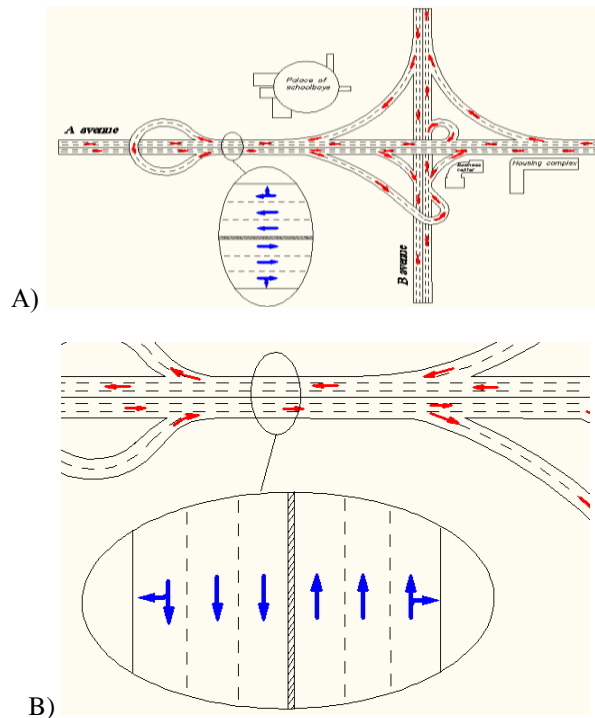 Palace of
schoolboys
A avenue
Business
center
Housing complex
B avenue
A)
B)